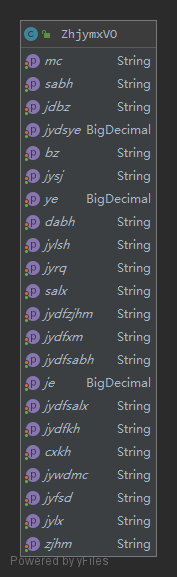 ZhjymxVO
mc String
sabh String
jdbz String
jydsye BigDecimal
bz String
jysj String
ye BigDecimal
dabh String
jylsh String
jyrq String
salx String
jydfzjhm String
jydfxm String
jydfsabh String
je BigDecimal
jydfsalx String
jydfkh String
cxkh String
jywdmc String
jyfsd String
jylx String
zjhm String
Powered by yFiles